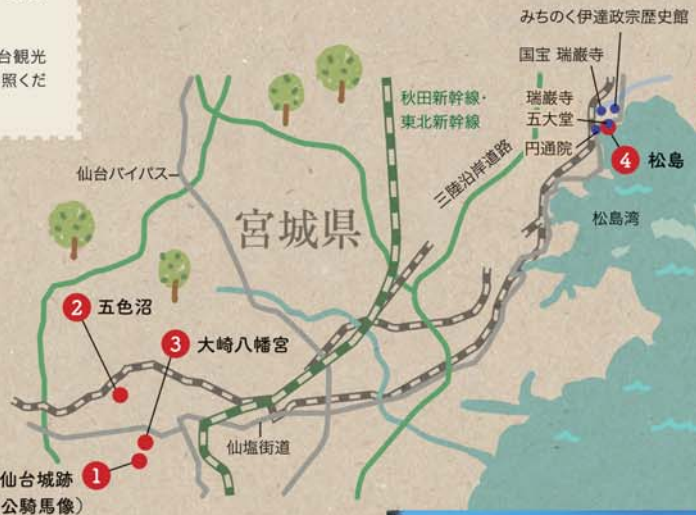 台観光
照くだ
みちのく伊達政宗歴史館
国宝 瑞巌寺
瑞巌寺
五大堂
円通院
4 松島
松島湾
秋田新幹線・
東北新幹線
三陸沿岸道路
仙台バイパス
宮城県
2 五色沼
3 大崎八幡宮
仙塩街道
仙台城跡 1
公騎馬像）